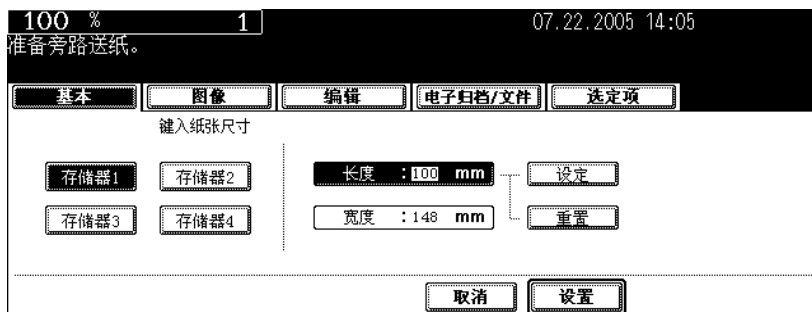 100 % 1 07.22.2005 14:05
准备旁路送纸。
基本 图像 编辑 电子归档/文件 选定项
键入纸张尺寸
存储器1 存储器2 长度 :100 mm 设定
存储器3 存储器4 宽度 :148 mm 重置
取消 设置